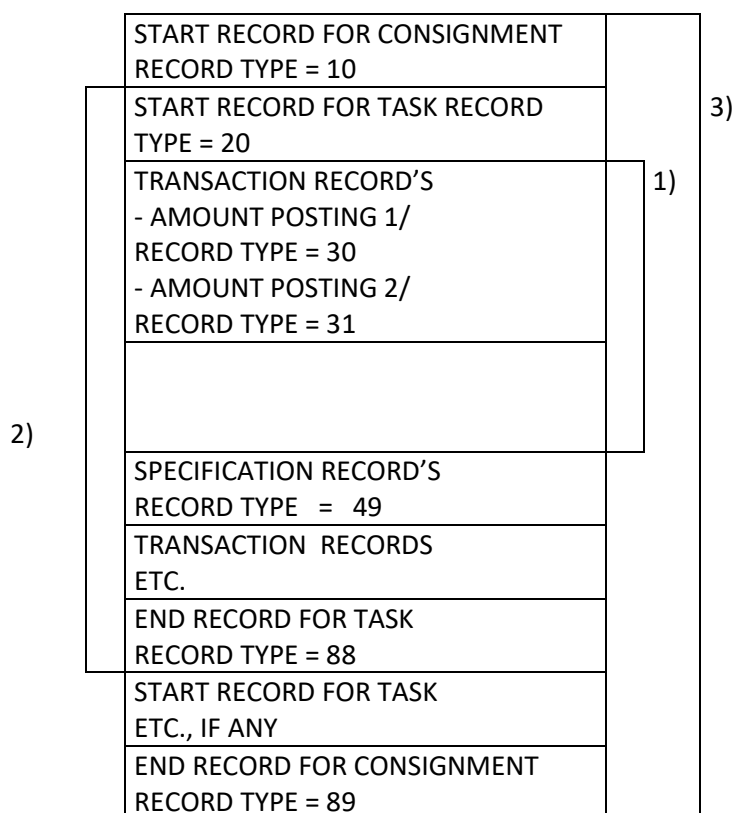 START RECORD FOR CONSIGNMENT
RECORD TYPE = 10
START RECORD FOR TASK RECORD
TYPE = 20
3)
TRANSACTION RECORD’S
1)
- AMOUNT POSTING 1/
RECORD TYPE = 30
- AMOUNT POSTING 2/
RECORD TYPE = 31
2)
SPECIFICATION RECORD’S
RECORD TYPE = 49
TRANSACTION RECORDS
ETC.
END RECORD FOR TASK
RECORD TYPE = 88
START RECORD FOR TASK
ETC., IF ANY
END RECORD FOR CONSIGNMENT
RECORD TYPE = 89